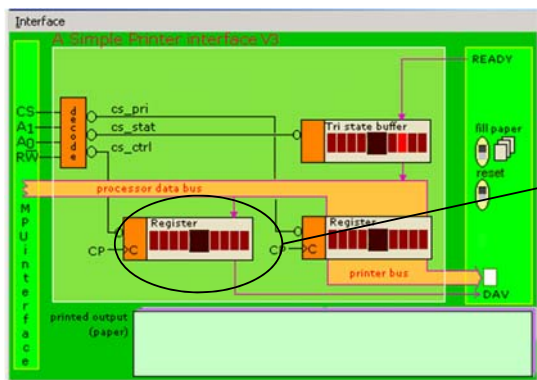 Interface
A Simple Printer interface V3
READY
CS
A1
A0
RW
decode
cs_pri
cs_stat
cs_ctrl
Tri state buffer
fill paper
reset
processor data bus
MPU interface
Register
Register
CP
C
CP
C
printer bus
DAV
printed output
(paper)